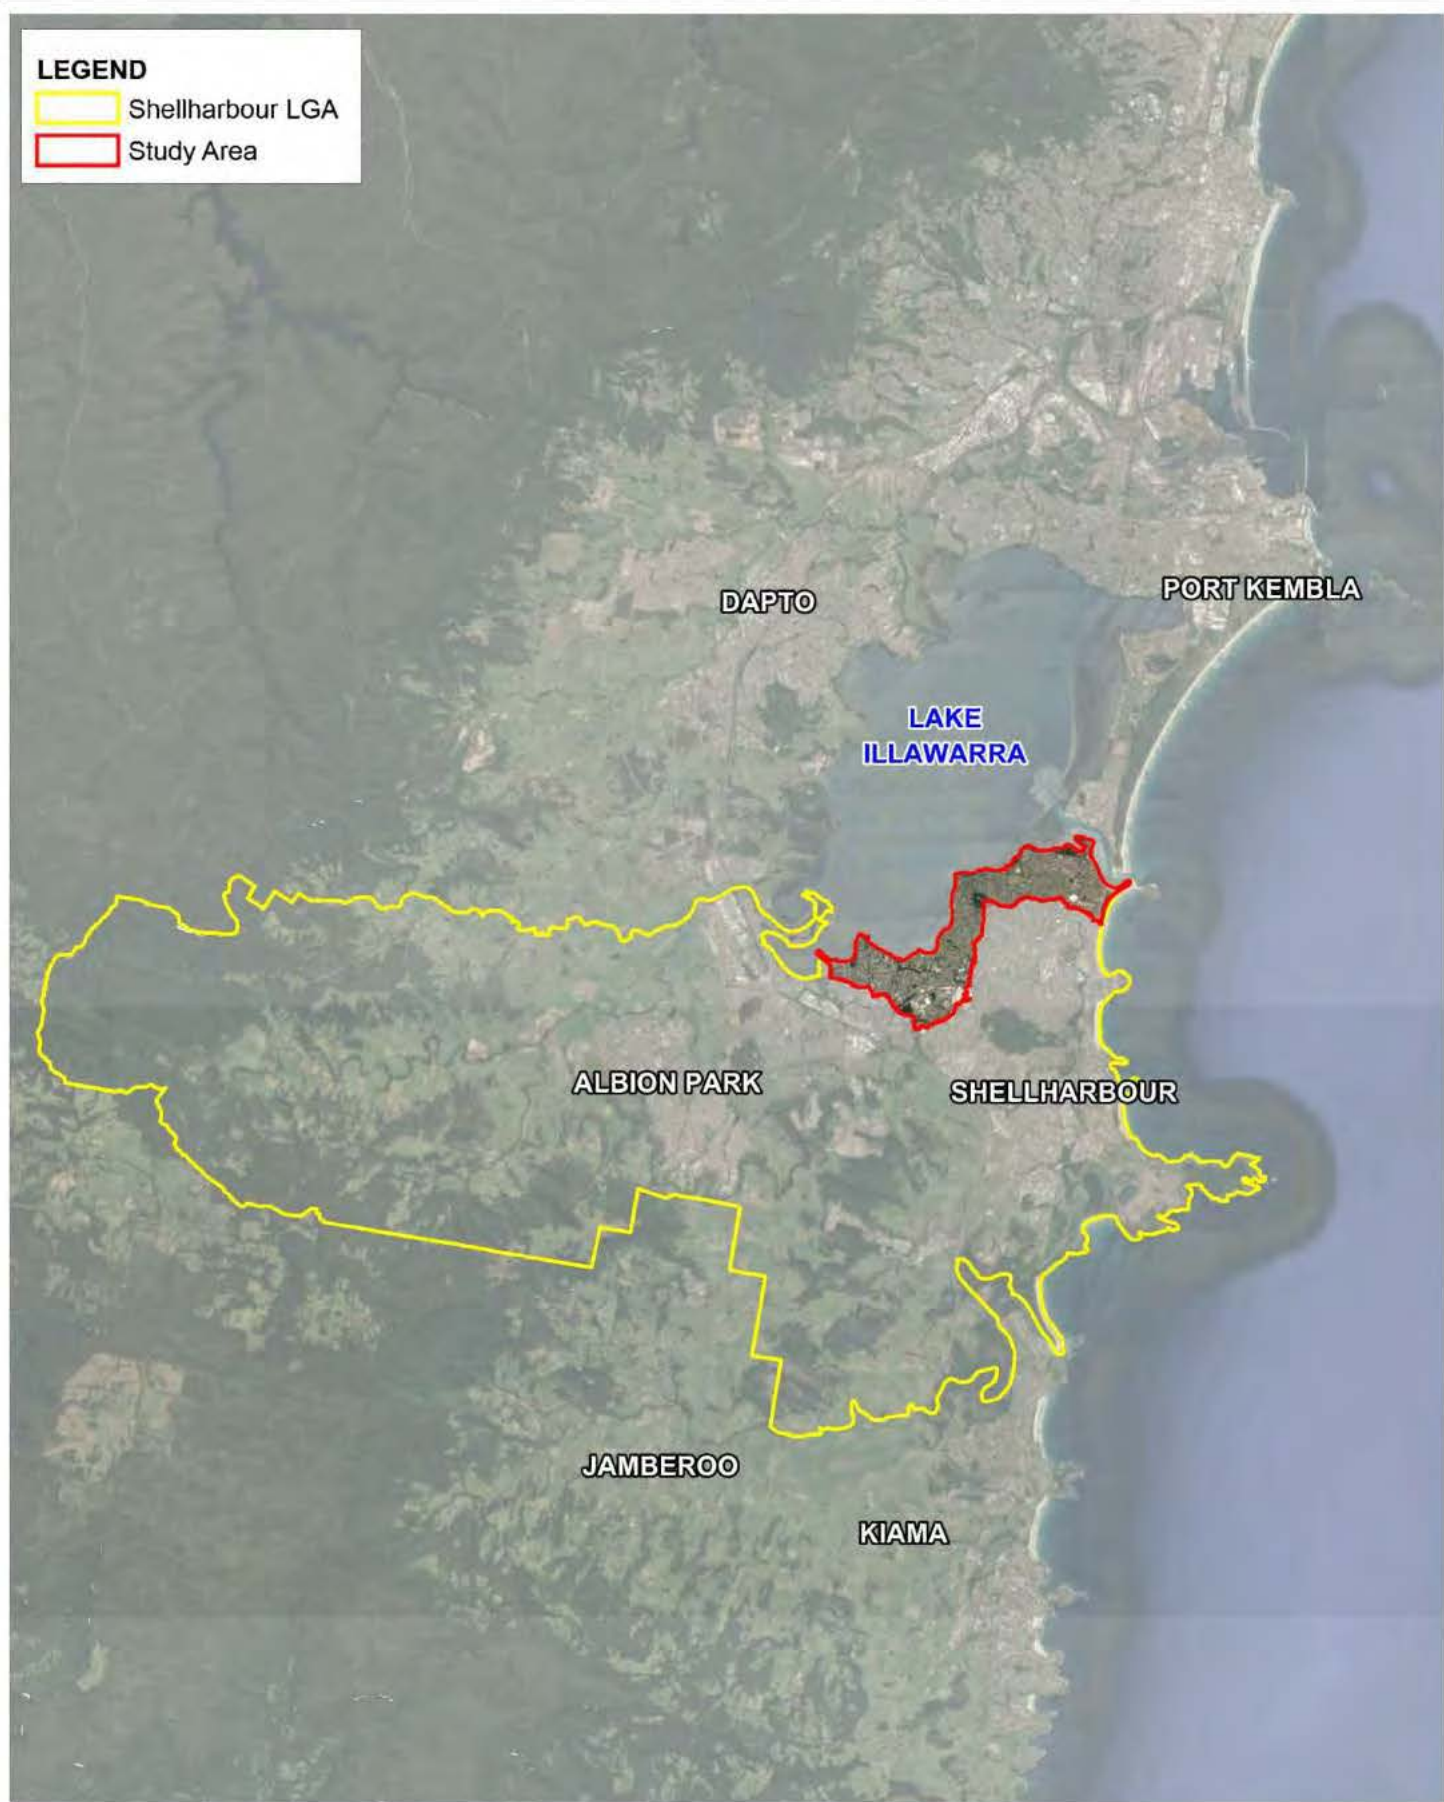 LEGEND
Shellharbour LGA
Study Area
DAPTO
PORT KEMBLA
LAKE
ILLAWARRA
ALBION PARK
SHELLHARBOUR
JAMBEROO
KIAMA